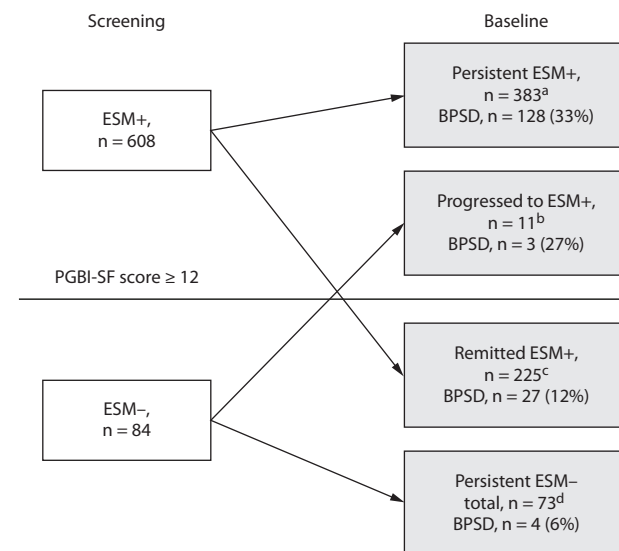 Screening
Baseline
ESM+,
n = 608
Persistent ESM+,
n = 383ᵃ
BPSD, n = 128 (33%)
Progressed to ESM+,
n = 11ᵇ
BPSD, n = 3 (27%)
PGBI-SF score ≥ 12
ESM–,
n = 84
Remitted ESM+,
n = 225ᶜ
BPSD, n = 27 (12%)
Persistent ESM–
total, n = 73ᵈ
BPSD, n = 4 (6%)